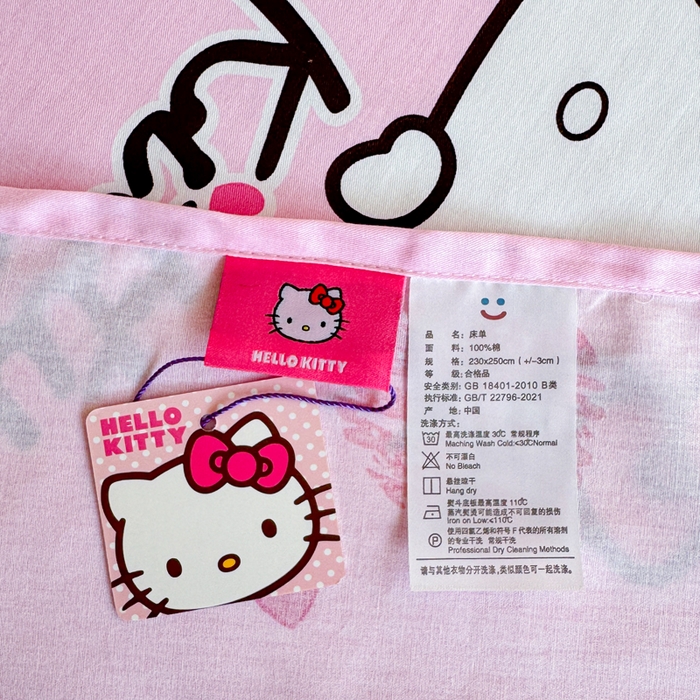 HELLO KITTY
HELLO
KITTY
品 名：床单
面 料：100%棉
规 格：230x250cm（+/-3cm）
等 级：合格品
安全类别：GB 18401-2010 B类
执行标准：GB/T 22796-2021
产 地：中国
洗涤方式：
30
最高洗涤温度 30℃ 常规程序
Maching Wash Cold:<30℃Normal
不可漂白
No Bleach
悬挂晾干
Hang dry
熨斗底板最高温度 110℃
蒸汽熨烫可能造成不可回复的损伤
Iron on Low:≤110℃
使用四氯乙烯和符号 F 代表的所有溶剂
P
的专业干洗 常规干洗
Professional Dry Cleaning Methods
请与其他衣物分开洗涤,类似颜色可一起洗涤。